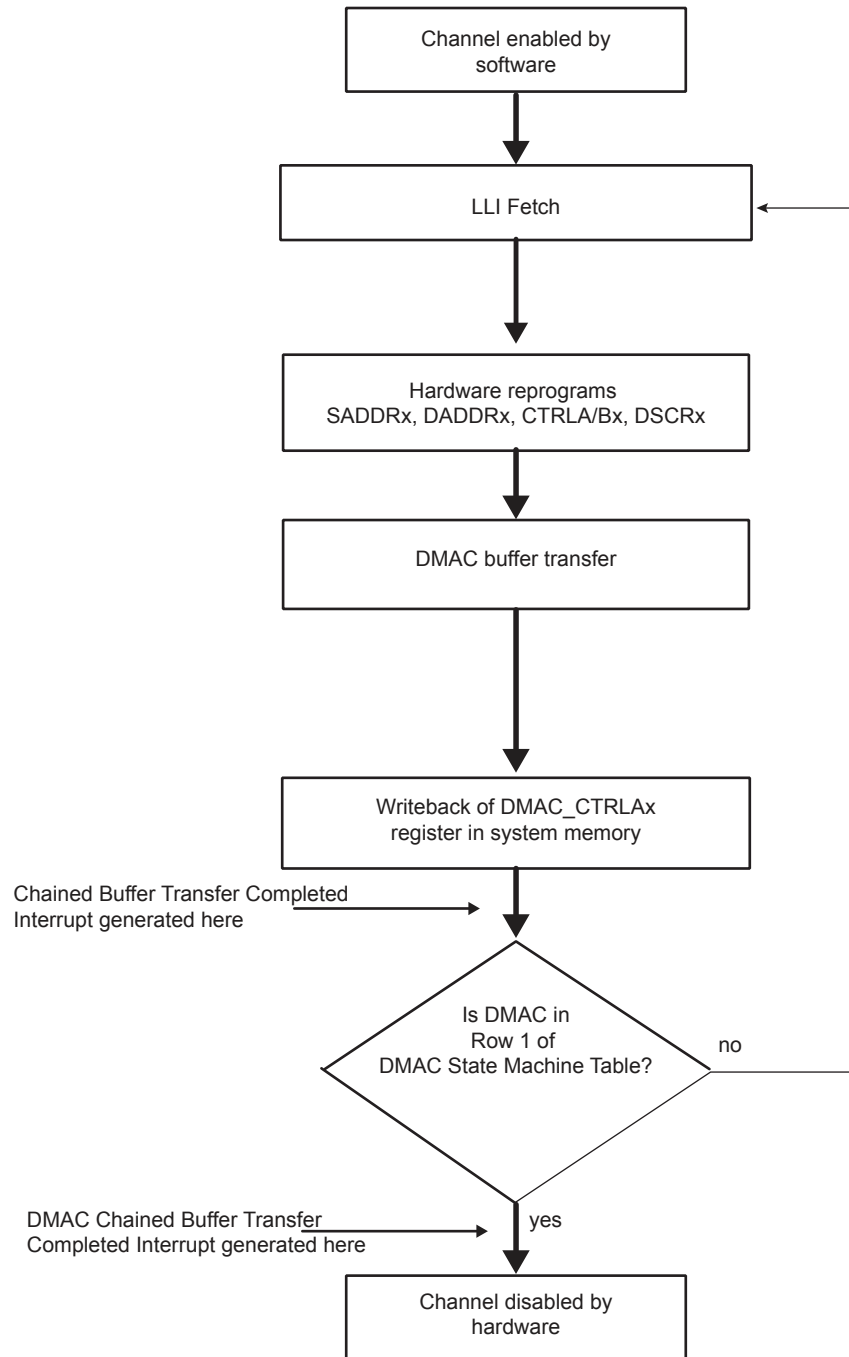 Channel enabled by
software
LLI Fetch
Hardware reprograms
SADDRx, DADDRx, CTRLA/Bx, DSCRx
DMAC buffer transfer
Writeback of DMAC_CTRLAx
register in system memory
Chained Buffer Transfer Completed
Interrupt generated here
Is DMAC in
Row 1 of
DMAC State Machine Table?
no
DMAC Chained Buffer Transfer
Completed Interrupt generated here
yes
Channel disabled by
hardware